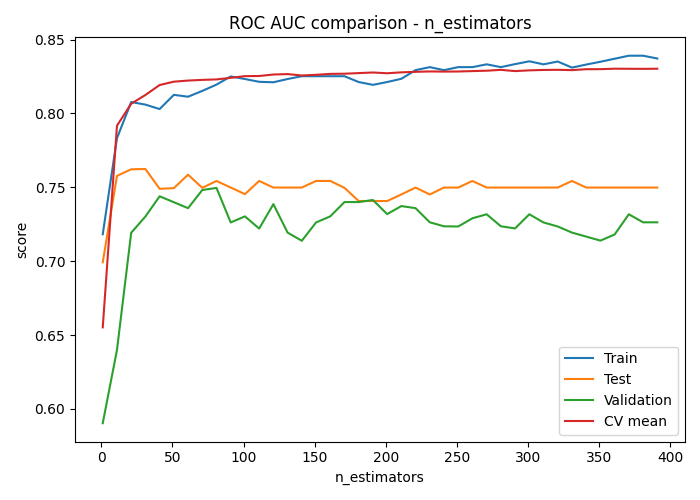 ROC AUC comparison - n_estimators
score
0.85
0.80
0.75
0.70
0.65
0.60
Train
Test
Validation
CV mean
0 50 100 150 200 250 300 350 400
n_estimators